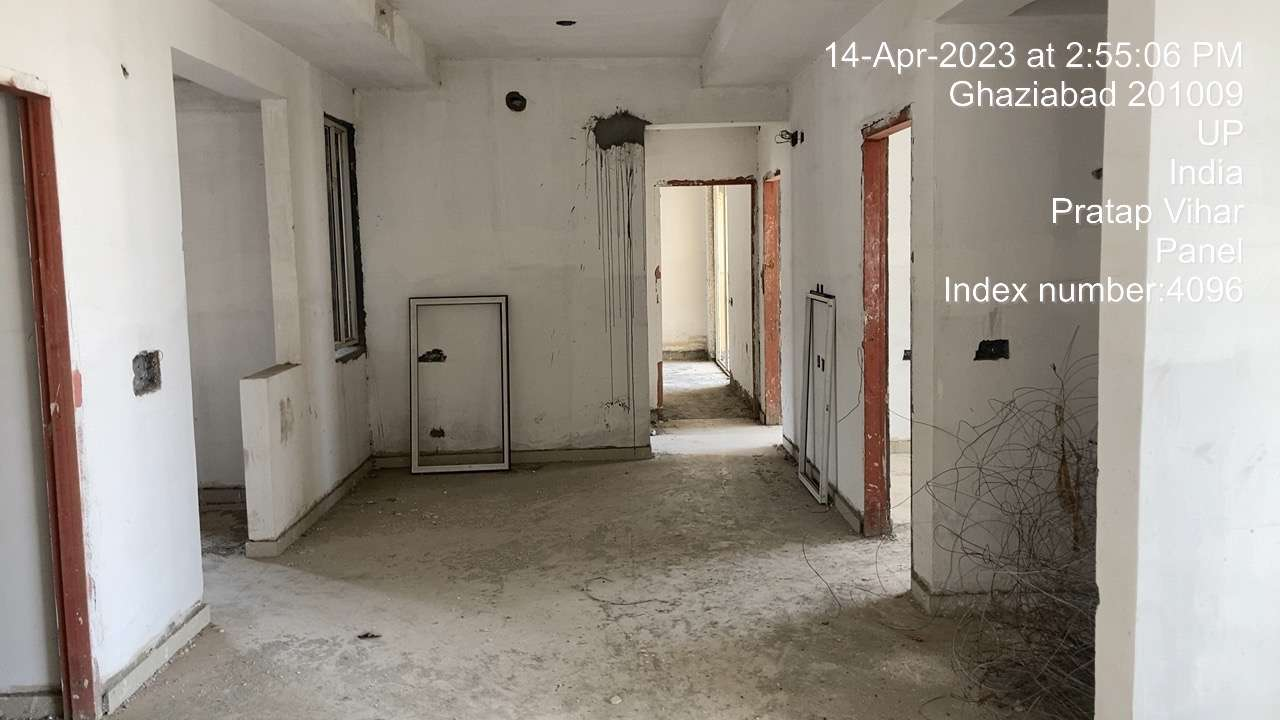 14-Apr-2023 at 2:55:06 PM
Ghaziabad 201009
UP
India
Pratap Vihar
Panel
Index number:4096